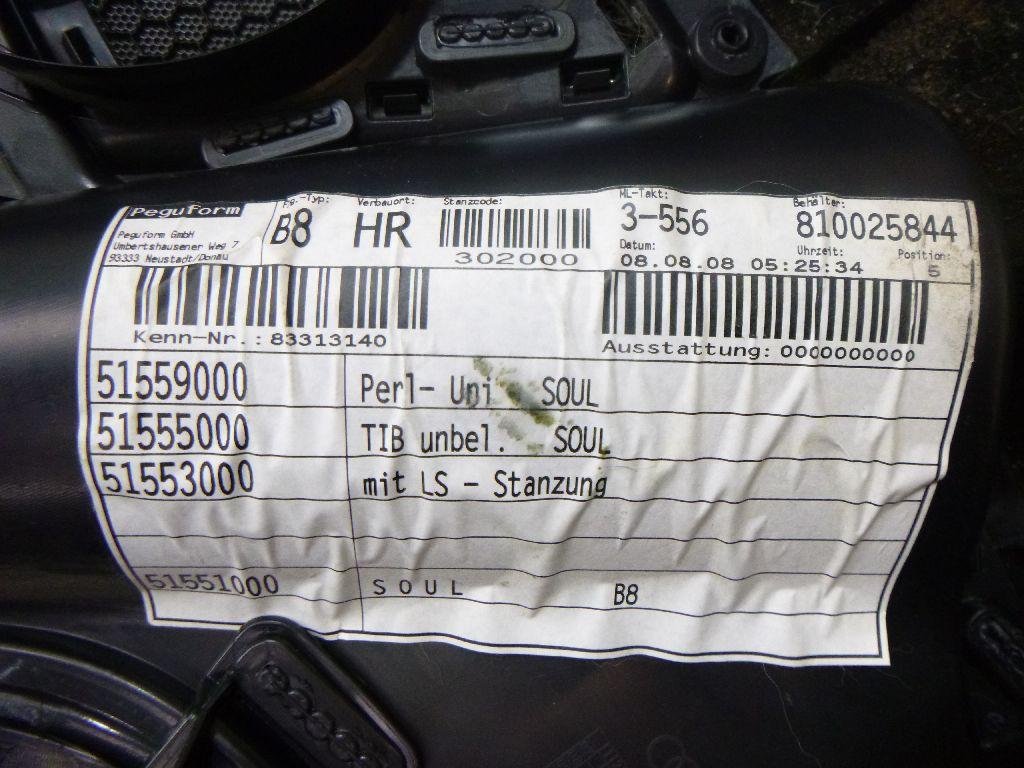 Peguform
Peguform GmbH
Umbertshausener Weg 7
93333 Neustadt/Donau
Fg.-Typ:
B8
Verbauort:
HR
Stanzcode:
302000
ML-Takt:
3-556
Behälter:
810025844
Datum:
08.08.08
Uhrzeit:
05:25:34
Position:
5
Kenn-Nr.: 83313140
Ausstattung: 0000000000
51559000 Perl- Uni SOUL
51555000 TIB unbel. SOUL
51553000 mit LS - Stanzung
51551000 SOUL B8